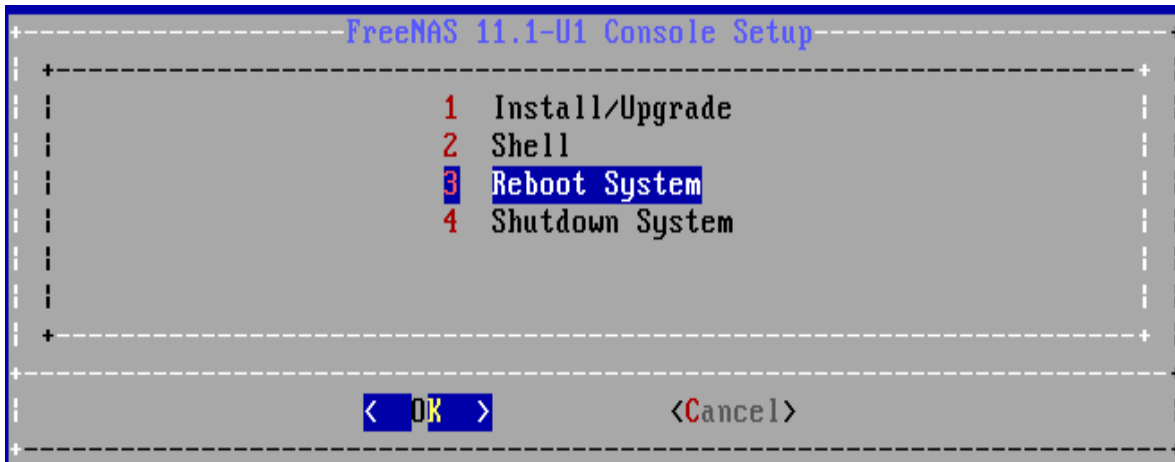 FreeNAS 11.1-U1 Console Setup
1 Install/Upgrade
2 Shell
3 Reboot System
4 Shutdown System
< OK > <Cancel>